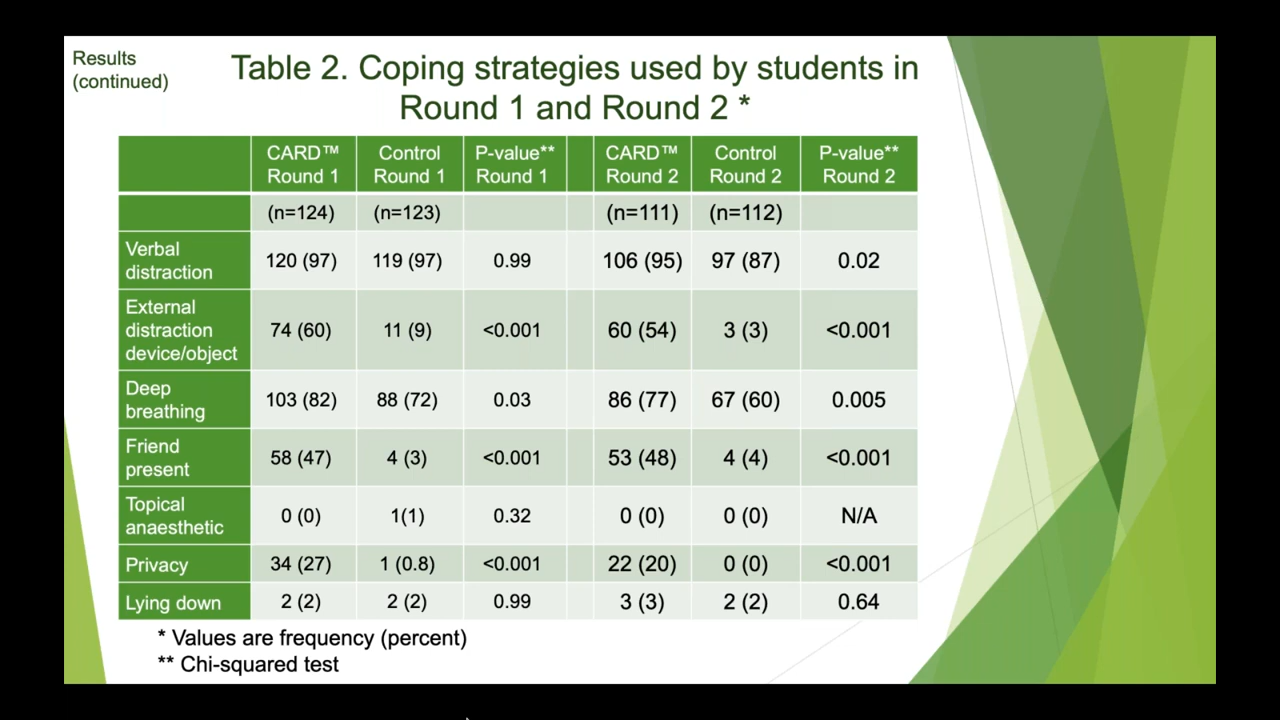 Results
(continued)
Table 2. Coping strategies used by students in
Round 1 and Round 2 *
CARD™ Round 1 Control Round 1 P-value** Round 1 CARD™ Round 2 Control Round 2 P-value** Round 2
(n=124) (n=123) (n=111) (n=112)
Verbal distraction 120 (97) 119 (97) 0.99 106 (95) 97 (87) 0.02
External distraction device/object 74 (60) 11 (9) <0.001 60 (54) 3 (3) <0.001
Deep breathing 103 (82) 88 (72) 0.03 86 (77) 67 (60) 0.005
Friend present 58 (47) 4 (3) <0.001 53 (48) 4 (4) <0.001
Topical anaesthetic 0 (0) 1(1) 0.32 0 (0) 0 (0) N/A
Privacy 34 (27) 1 (0.8) <0.001 22 (20) 0 (0) <0.001
Lying down 2 (2) 2 (2) 0.99 3 (3) 2 (2) 0.64
* Values are frequency (percent)
** Chi-squared test